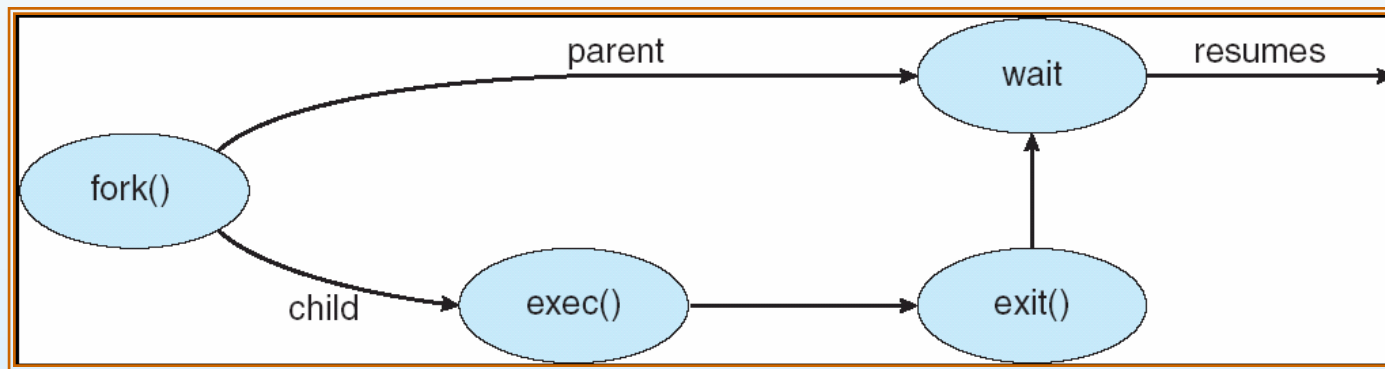 parent
wait
resumes
fork()
child
exec()
exit()